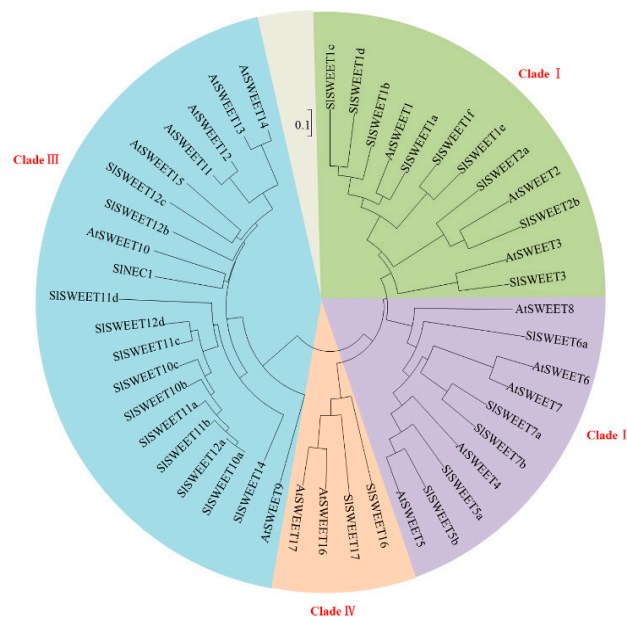 Clade Ⅰ
SlSWEET1c
SlSWEET1d
SlSWEET1b
AtSWEET1
SlSWEET1a
SlSWEET1f
SlSWEET1e
SlSWEET2a
AtSWEET2
SlSWEET2b
AtSWEET3
SlSWEET3
AtSWEET8
SlSWEET6a
AtSWEET6
AtSWEET7
SlSWEET7a
SlSWEET7b
AtSWEET4
SlSWEET5a
SlSWEET5b
AtSWEET5
Clade Ⅰ
SlSWEET16
SlSWEET17
AtSWEET16
AtSWEET17
Clade Ⅳ
AtSWEET9
SlSWEET14
SlSWEET10a
SlSWEET12a
SlSWEET11b
SlSWEET11a
SlSWEET10b
SlSWEET10c
SlSWEET11c
SlSWEET12d
SlSWEET11d
SlNEC1
AtSWEET10
SlSWEET12b
SlSWEET12c
AtSWEET15
AtSWEET11
AtSWEET12
AtSWEET13
AtSWEET14
Clade Ⅲ
0.1